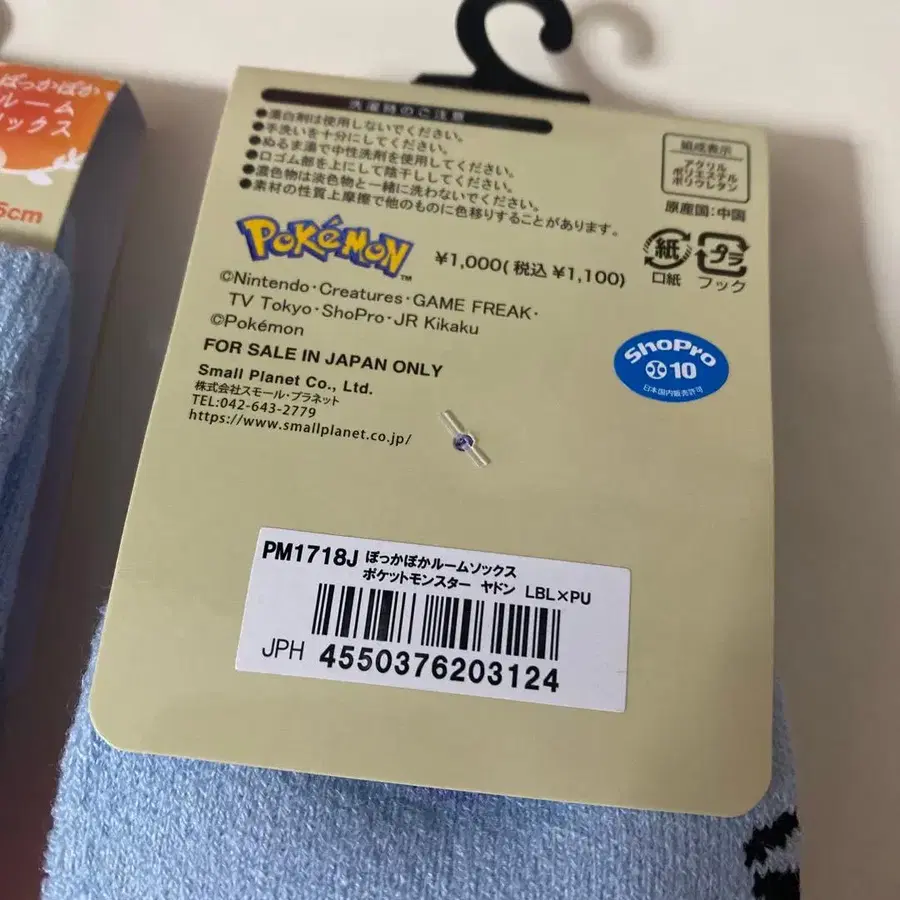 ぽっかぽか
ルーム
ソックス
5cm
洗濯時のご注意
●漂白剤は使用しないでください。
●手洗いを十分にしてください。
●ぬるま湯で中性洗剤を使用してください。
●口ゴム部を上にして陰干ししてください。
●濃色物は淡色物と一緒に洗わないでください。
●素材の性質上摩擦で他のものに色移りすることがあります。
組成表示
アクリル
ポリエステル
ポリウレタン
原産国:中国
POKéMON™
¥1,000(税込¥1,100)
紙
口紙
プラ
フック
©Nintendo・Creatures・GAME FREAK・
TV Tokyo・ShoPro・JR Kikaku
©Pokémon
FOR SALE IN JAPAN ONLY
Small Planet Co., Ltd.
株式会社スモール・プラネット
TEL:042-643-2779
https://www.smallplanet.co.jp/
ShoPro
10
日本国内販売許可
PM1718J ぽっかぽかルームソックス
ポケットモンスター ヤドン LBL×PU
JPH 4550376203124